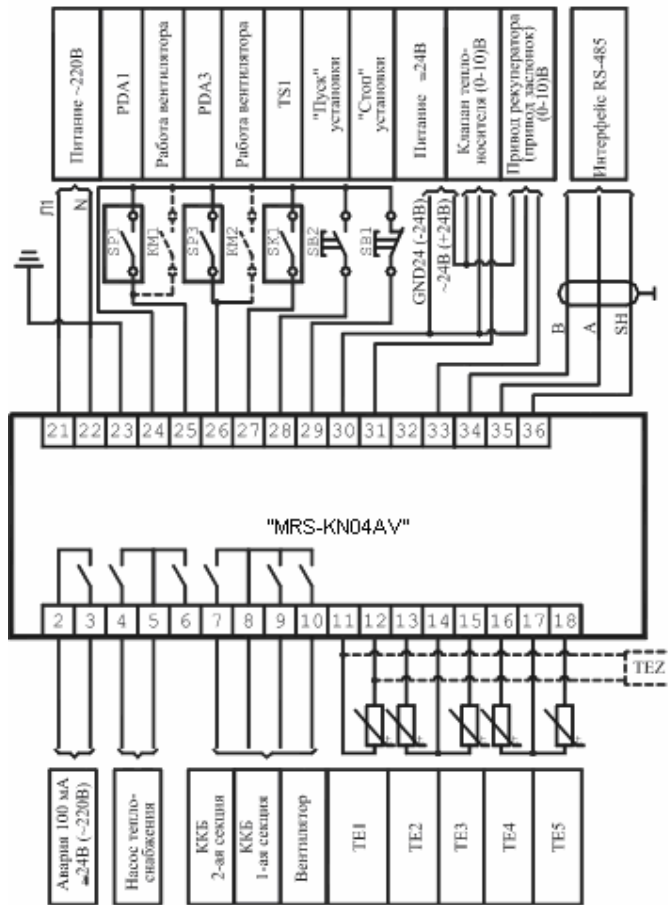 Питание ~220В
PDA1
Работа вентилятора
PDA3
Работа вентилятора
TS1
"Пуск"
установки
"Стоп"
установки
Питание ≂24В
Клапан тепло-
носителя (0-10)В
Привод рекуператора
(привод заслонок)
(0-10)В
Интерфейс RS-485
Л1
N
SP1
KM1
SP3
KM2
SK1
SB2
SB1
GND24 (-24В)
~24В (+24В)
B
A
SH
21 22 23 24 25 26 27 28 29 30 31 32 33 34 35 36
"MRS-KN04AV"
2 3 4 5 6 7 8 9 10 11 12 13 14 15 16 17 18
TEZ
Авария 100 мА
≂24В (~220В)
Насос тепло-
снабжения
ККБ
2-ая секция
ККБ
1-ая секция
Вентилятор
TE1
TE2
TE3
TE4
TE5